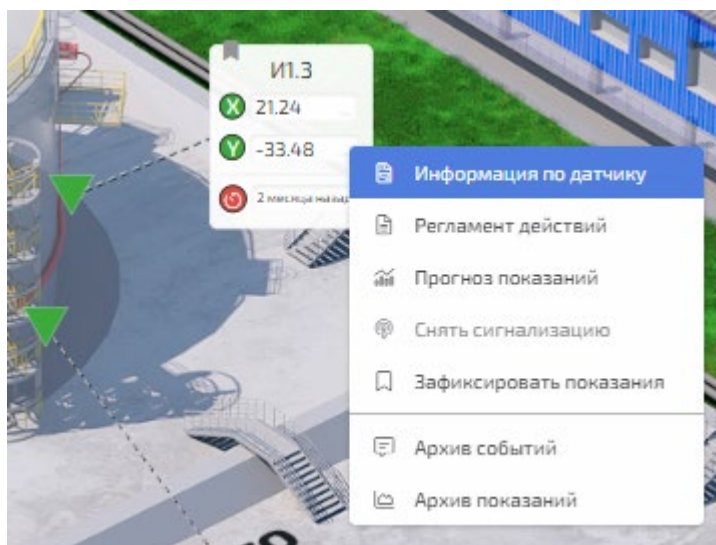 И1.3
X 21.24
Y -33.48
2 месяца назад
Информация по датчику
Регламент действий
Прогноз показаний
Снять сигнализацию
Зафиксировать показания
Архив событий
Архив показаний